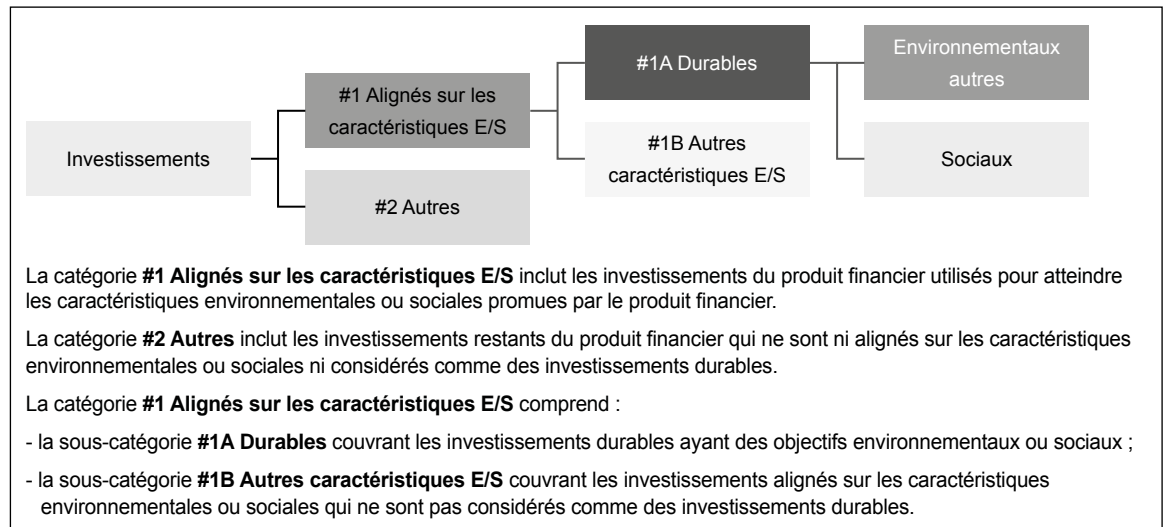 Investissements
#1 Alignés sur les
caractéristiques E/S
#2 Autres
#1A Durables
#1B Autres
caractéristiques E/S
Environnementaux
autres
Sociaux
La catégorie #1 Alignés sur les caractéristiques E/S inclut les investissements du produit financier utilisés pour atteindre
les caractéristiques environnementales ou sociales promues par le produit financier.
La catégorie #2 Autres inclut les investissements restants du produit financier qui ne sont ni alignés sur les caractéristiques
environnementales ou sociales ni considérés comme des investissements durables.
La catégorie #1 Alignés sur les caractéristiques E/S comprend :
- la sous-catégorie #1A Durables couvrant les investissements durables ayant des objectifs environnementaux ou sociaux ;
- la sous-catégorie #1B Autres caractéristiques E/S couvrant les investissements alignés sur les caractéristiques
environnementales ou sociales qui ne sont pas considérés comme des investissements durables.